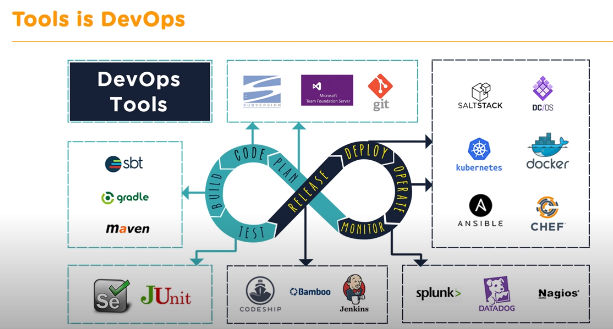 Tools is DevOps
DevOps
Tools
SUBVERSION
Microsoft
Team Foundation Server
git
SALTSTACK
DC/OS
kubernetes
docker
ANSIBLE
CHEF
sbt
gradle
maven
CODE
PLAN
BUILD
TEST
RELEASE
DEPLOY
OPERATE
MONITOR
Se
JUnit
CODESHIP
Bamboo
Jenkins
splunk>
DATADOG
Nagios®